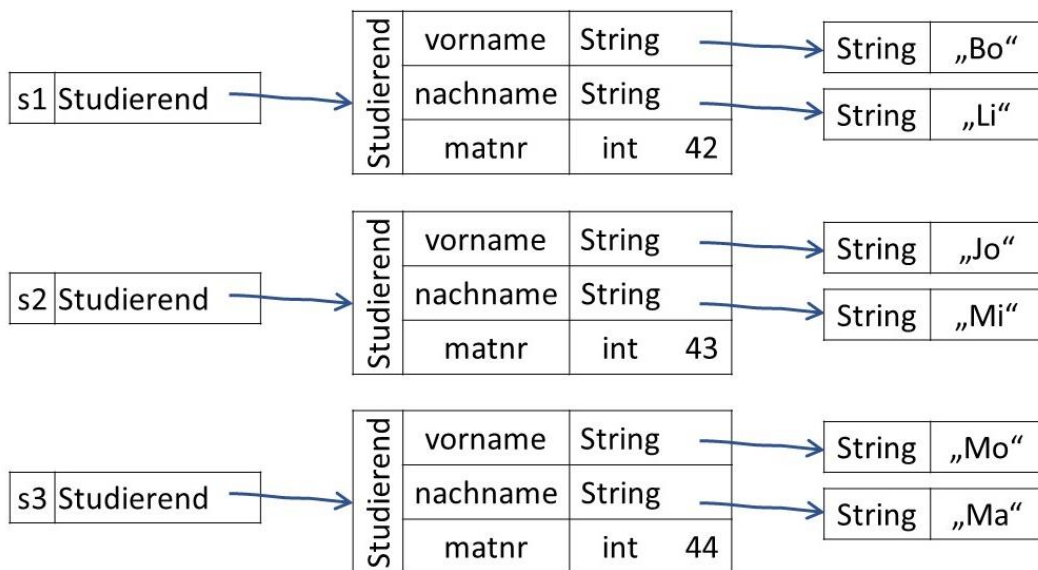 s1 Studierend
Studierend
vorname String
nachname String
matnr int 42
String „Bo“
String „Li“
s2 Studierend
Studierend
vorname String
nachname String
matnr int 43
String „Jo“
String „Mi“
s3 Studierend
Studierend
vorname String
nachname String
matnr int 44
String „Mo“
String „Ma“